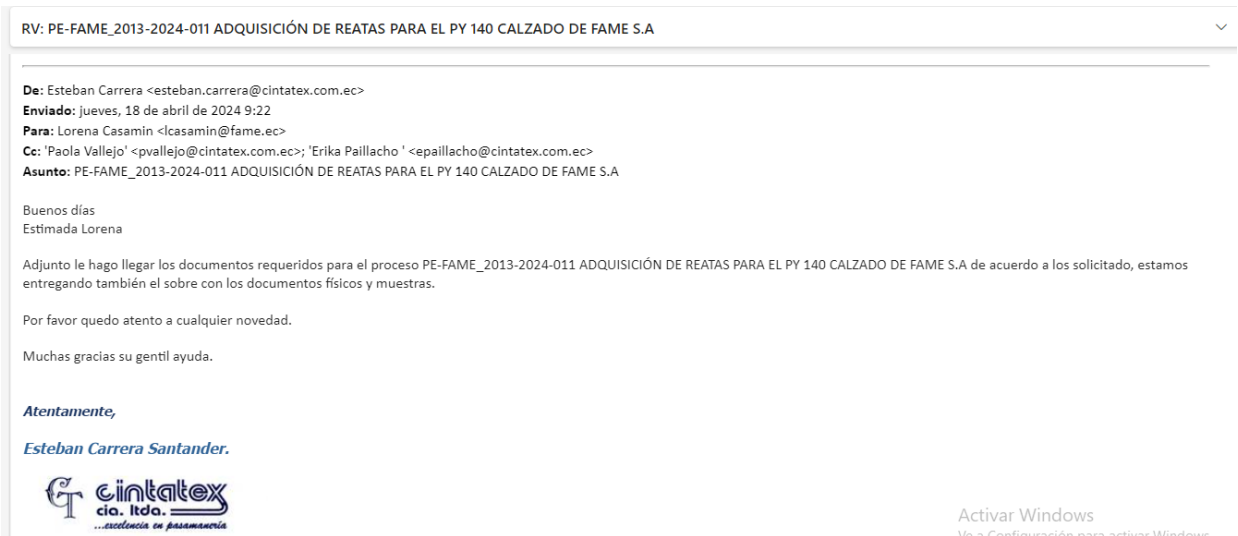 RV: PE-FAME_2013-2024-011 ADQUISICIÓN DE REATAS PARA EL PY 140 CALZADO DE FAME S.A
De: Esteban Carrera <esteban.carrera@cintatex.com.ec>
Enviado: jueves, 18 de abril de 2024 9:22
Para: Lorena Casamin <lcasamin@fame.ec>
Cc: 'Paola Vallejo' <pvallejo@cintatex.com.ec>; 'Erika Paillacho ' <epaillacho@cintatex.com.ec>
Asunto: PE-FAME_2013-2024-011 ADQUISICIÓN DE REATAS PARA EL PY 140 CALZADO DE FAME S.A
Buenos días
Estimada Lorena
Adjunto le hago llegar los documentos requeridos para el proceso PE-FAME_2013-2024-011 ADQUISICIÓN DE REATAS PARA EL PY 140 CALZADO DE FAME S.A de acuerdo a los solicitado, estamos
entregando también el sobre con los documentos físicos y muestras.
Por favor quedo atento a cualquier novedad.
Muchas gracias su gentil ayuda.
Atentamente,
Esteban Carrera Santander.
CT cintatex
cia. ltda.
...excelencia en pasamanería
Activar Windows
Ve a Configuración para activar Windows